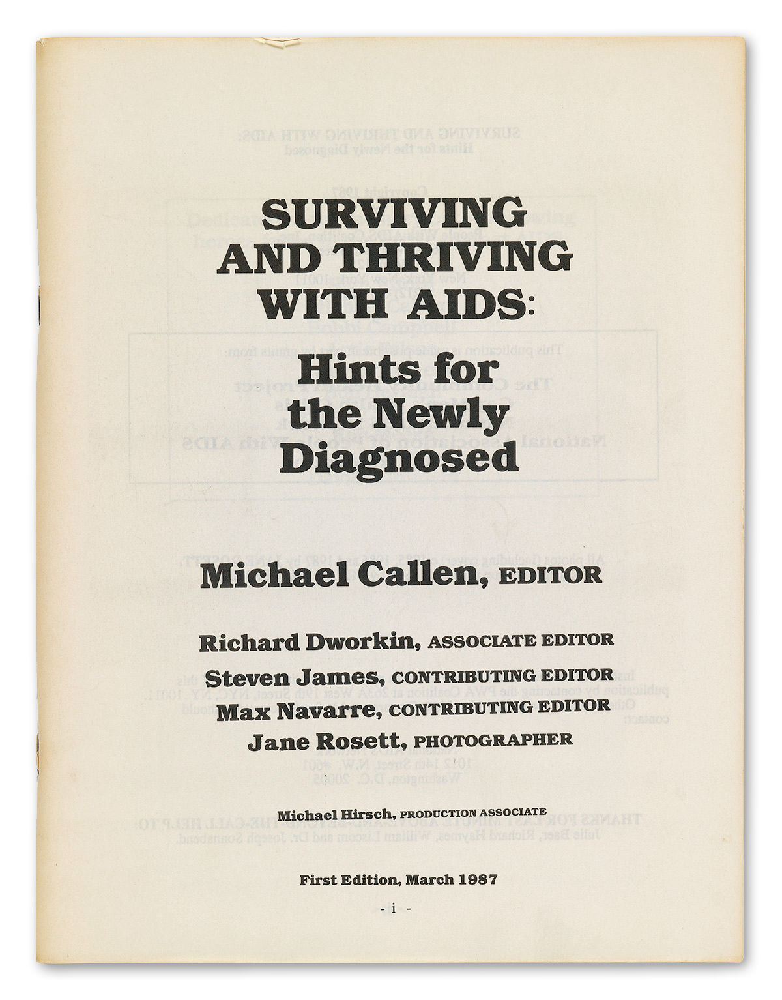 SURVIVING
AND THRIVING
WITH AIDS:
Hints for
the Newly
Diagnosed
Michael Callen, EDITOR
Richard Dworkin, ASSOCIATE EDITOR
Steven James, CONTRIBUTING EDITOR
Max Navarre, CONTRIBUTING EDITOR
Jane Rosett, PHOTOGRAPHER
Michael Hirsch, PRODUCTION ASSOCIATE
First Edition, March 1987
- i -